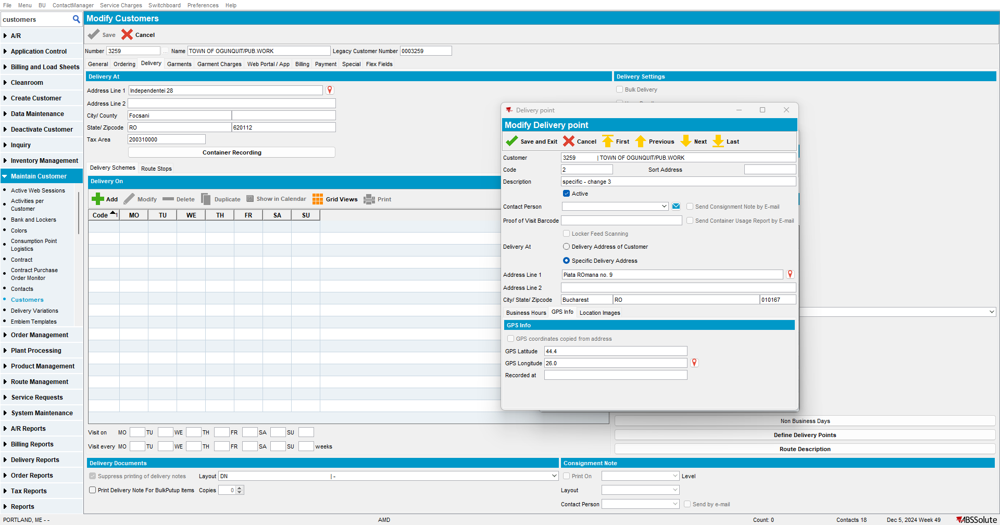 File Menu BU ContactManager Service Charges Switchboard Preferences Help
customers
Modify Customers
Save Cancel
Number 3259 ... Name TOWN OF OGUNQUIT/PUB.WORK Legacy Customer Number 0003259
General Ordering Delivery Garments Garment Charges Web Portal / App Billing Payment Special Flex Fields
A/R
Application Control
Billing and Load Sheets
Cleanroom
Create Customer
Data Maintenance
Deactivate Customer
Inquiry
Inventory Management
Maintain Customer
Active Web Sessions
Activities per
Customer
Bank and Lockers
Colors
Consumption Point
Logistics
Contract
Contract Purchase
Order Monitor
Contacts
Customers
Delivery Variations
Emblem Templates
Order Management
Plant Processing
Product Management
Route Management
Service Requests
System Maintenance
A/R Reports
Billing Reports
Delivery Reports
Order Reports
Tax Reports
Reports
Delivery At
Address Line 1 Independentei 28
Address Line 2
City/ County Focsani
State/ Zipcode RO 620112
Tax Area 200310000
Container Recording
Delivery Schemes Route Stops
Delivery On
Add Modify Delete Duplicate 16 Show in Calendar Grid Views Print
Code 1 MO TU WE TH FR SA SU
Visit on MO TU WE TH FR SA SU
Visit every MO TU WE TH FR SA SU weeks
Delivery Settings
Bulk Delivery
Delivery point
Modify Delivery point
Save and Exit Cancel First Previous Next Last
Customer 3259 | TOWN OF OGUNQUIT/PUB.WORK
Code 2 Sort Address
Description specific - change 3
Active
Contact Person Send Consignment Note by E-mail
Proof of Visit Barcode Send Container Usage Report by E-mail
Locker Feed Scanning
Delivery At Delivery Address of Customer
Specific Delivery Address
Address Line 1 Piata ROmana no. 9
Address Line 2
City/ State/ Zipcode Bucharest RO 010167
Business Hours GPS Info Location Images
GPS Info
GPS coordinates copied from address
GPS Latitude 44.4
GPS Longitude 26.0
Recorded at
Non Business Days
Define Delivery Points
Route Description
Delivery Documents
Suppress printing of delivery notes Layout DN | -
Print Delivery Note For BulkPutup Items Copies 0
Consignment Note
Print On Level
Layout
Contact Person Send by e-mail
PORTLAND, ME - - AMD Count: 0 Contacts 18 Dec 5, 2024 Week 49 ABSSolute